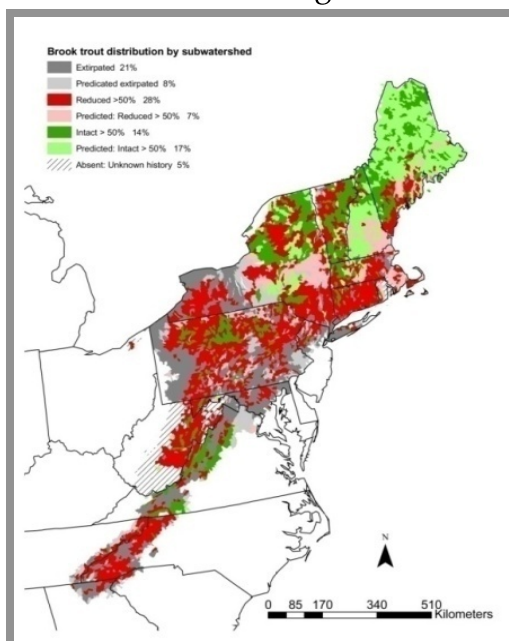 Brook trout distribution by subwatershed
Extirpated 21%
Predicated extirpated 8%
Reduced >50% 28%
Predicted: Reduced > 50% 7%
Intact > 50% 14%
Predicted: Intact > 50% 17%
Absent: Unknown history 5%
N
0 85 170 340 510
Kilometers